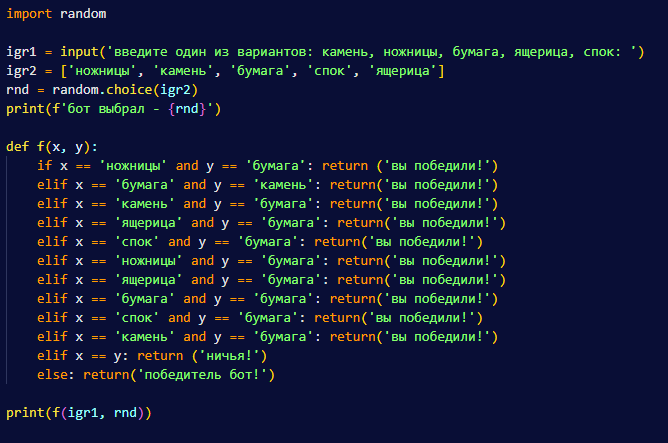 import random
igr1 = input('введите один из вариантов: камень, ножницы, бумага, ящерица, спок: ')
igr2 = ['ножницы', 'камень', 'бумага', 'спок', 'ящерица']
rnd = random.choice(igr2)
print(f'бот выбрал - {rnd}')
def f(x, y):
    if x == 'ножницы' and y == 'бумага': return ('вы победили!')
    elif x == 'бумага' and y == 'камень': return('вы победили!')
    elif x == 'камень' and y == 'бумага': return('вы победили!')
    elif x == 'ящерица' and y == 'бумага': return('вы победили!')
    elif x == 'спок' and y == 'бумага': return('вы победили!')
    elif x == 'ножницы' and y == 'бумага': return('вы победили!')
    elif x == 'ящерица' and y == 'бумага': return('вы победили!')
    elif x == 'бумага' and y == 'бумага': return('вы победили!')
    elif x == 'спок' and y == 'бумага': return('вы победили!')
    elif x == 'камень' and y == 'бумага': return('вы победили!')
    elif x == y: return ('ничья!')
    else: return('победитель бот!')
print(f(igr1, rnd))